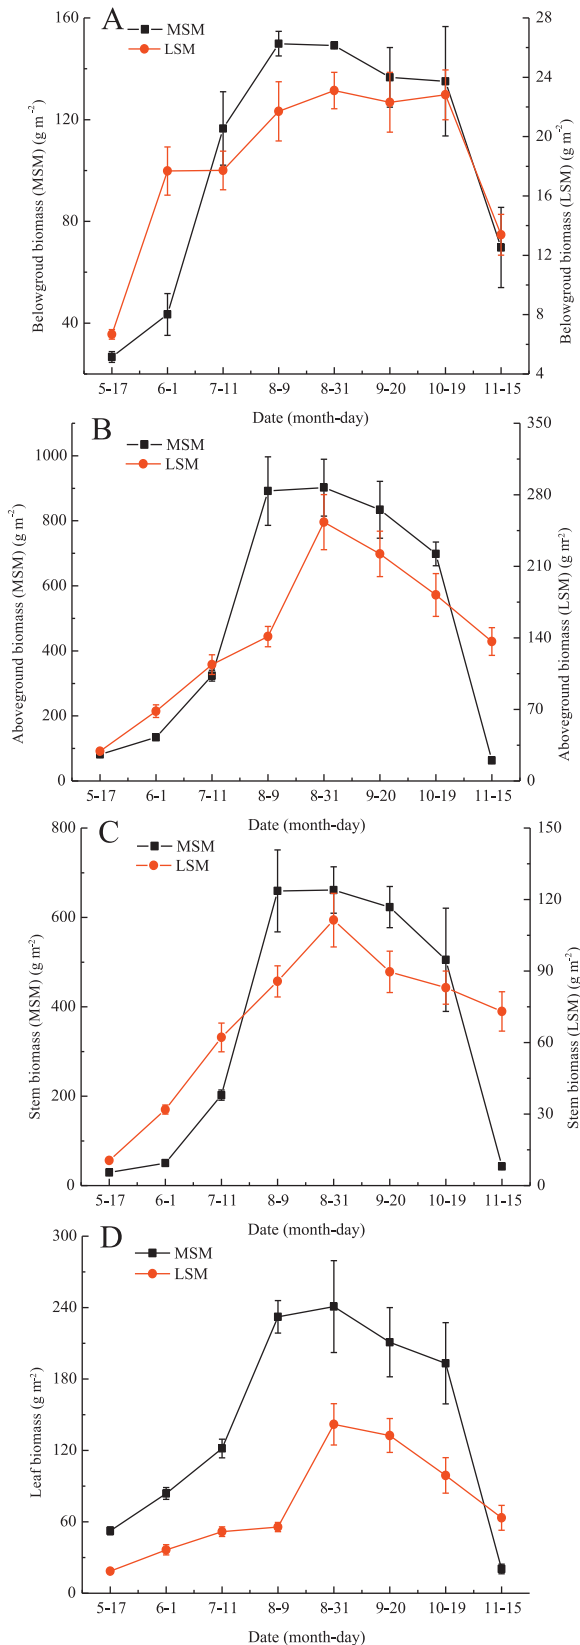 A
MSM
LSM
160
120
80
40
28
24
20
16
12
8
4
Belowgroud biomass (MSM) (g m-2)
Belowgroud biomass (LSM) (g m-2)
5-17 6-1 7-11 8-9 8-31 9-20 10-19 11-15
Date (month-day)
B
MSM
LSM
1000
800
600
400
200
0
350
280
210
140
70
0
Aboveground biomass (MSM) (g m-2)
Aboveground biomass (LSM) (g m-2)
5-17 6-1 7-11 8-9 8-31 9-20 10-19 11-15
Date (month-day)
C
MSM
LSM
800
600
400
200
0
150
120
90
60
30
0
Stem biomass (MSM) (g m-2)
Stem biomass (LSM) (g m-2)
5-17 6-1 7-11 8-9 8-31 9-20 10-19 11-15
Date (month-day)
D
MSM
LSM
300
240
180
120
60
0
Leaf biomass (g m-2)
5-17 6-1 7-11 8-9 8-31 9-20 10-19 11-15
Date (month-day)